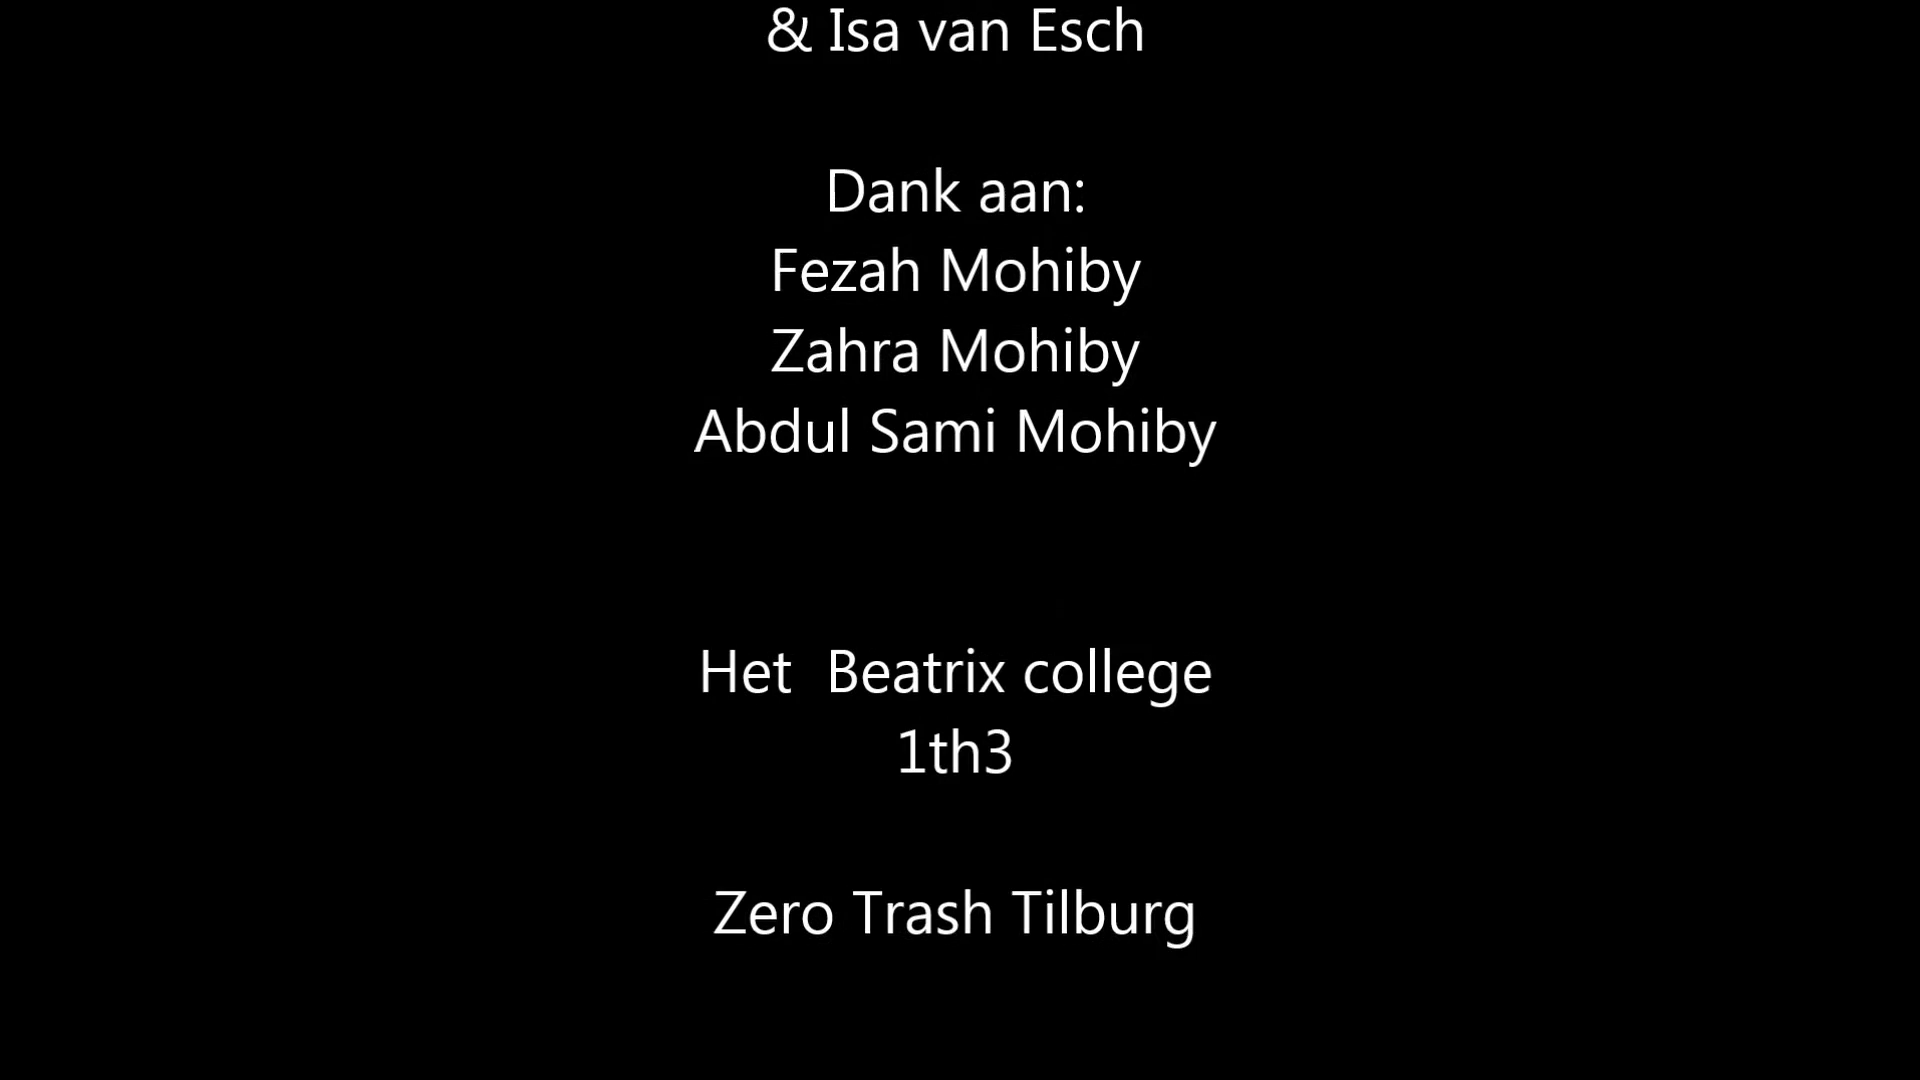 & Isa van Esch
Dank aan:
Fezah Mohiby
Zahra Mohiby
Abdul Sami Mohiby
Het  Beatrix college
1th3
Zero Trash Tilburg